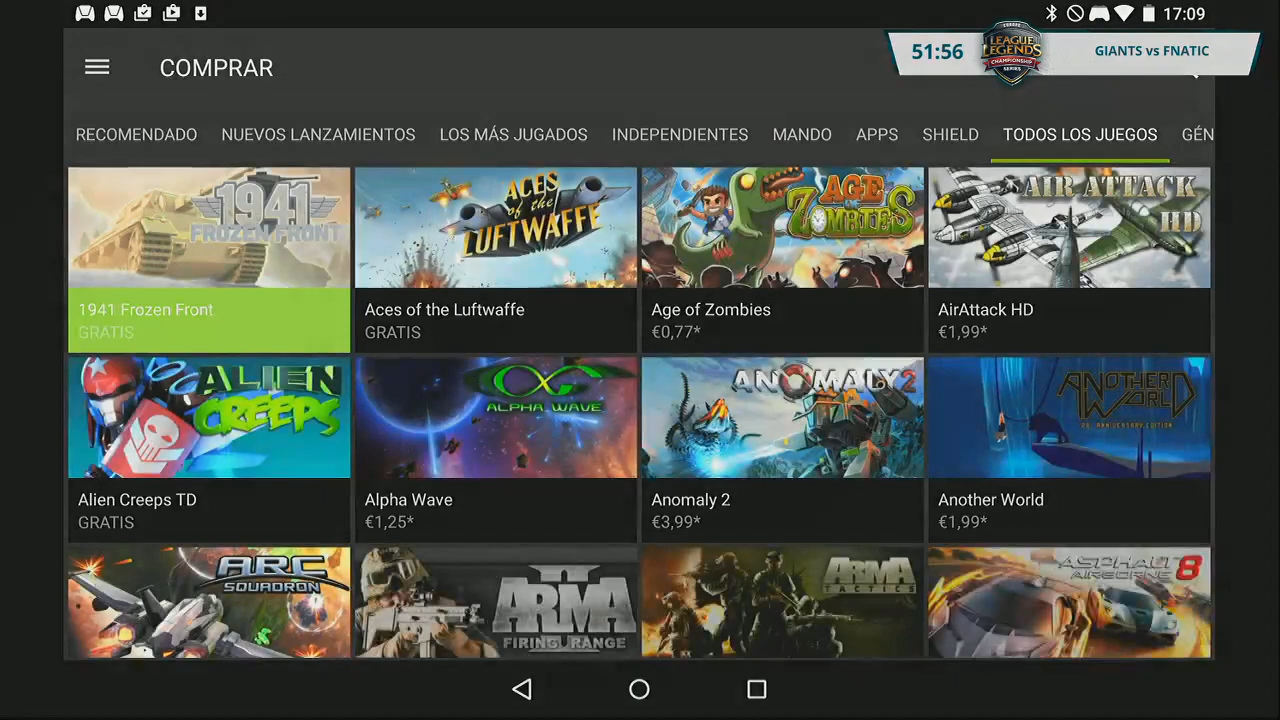 17:09
51:56
LEAGUE
LEGENDS
CHAMPIONSHIP
SERIES
GIANTS vs FNATIC
COMPRAR
RECOMENDADO
NUEVOS LANZAMIENTOS
LOS MÁS JUGADOS
INDEPENDIENTES
MANDO
APPS
SHIELD
TODOS LOS JUEGOS
GÉN
1941
FROZEN FRONT
ACES
of the
LUFTWAFFE
AGE
OF
ZOMBIES
AIR ATTACK
HD
1941 Frozen Front
GRATIS
Aces of the Luftwaffe
GRATIS
Age of Zombies
€0,77*
AirAttack HD
€1,99*
ALIEN
CREEPS
ALPHA WAVE
ANOMALY 2
ANOTHER
WORLD
20TH ANNIVERSARY EDITION
Alien Creeps TD
GRATIS
Alpha Wave
€1,25*
Anomaly 2
€3,99*
Another World
€1,99*
ARC
SQUADRON
II
ARMA
FIRING RANGE
ARMA
TACTICS
ASPHALT 8
AIRBORNE